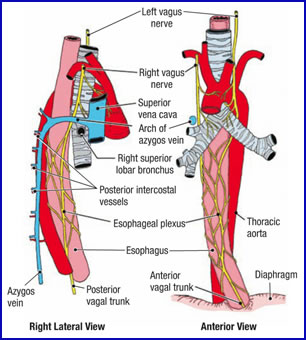 Left vagus
nerve
Right vagus
nerve
Superior
vena cava
Arch of
azygos vein
Right superior
lobar bronchus
Posterior intercostal
vessels
Esophageal plexus
Thoracic
aorta
Esophagus
Anterior
vagal trunk
Diaphragm
Azygos
vein
Posterior
vagal trunk
Right Lateral View
Anterior View